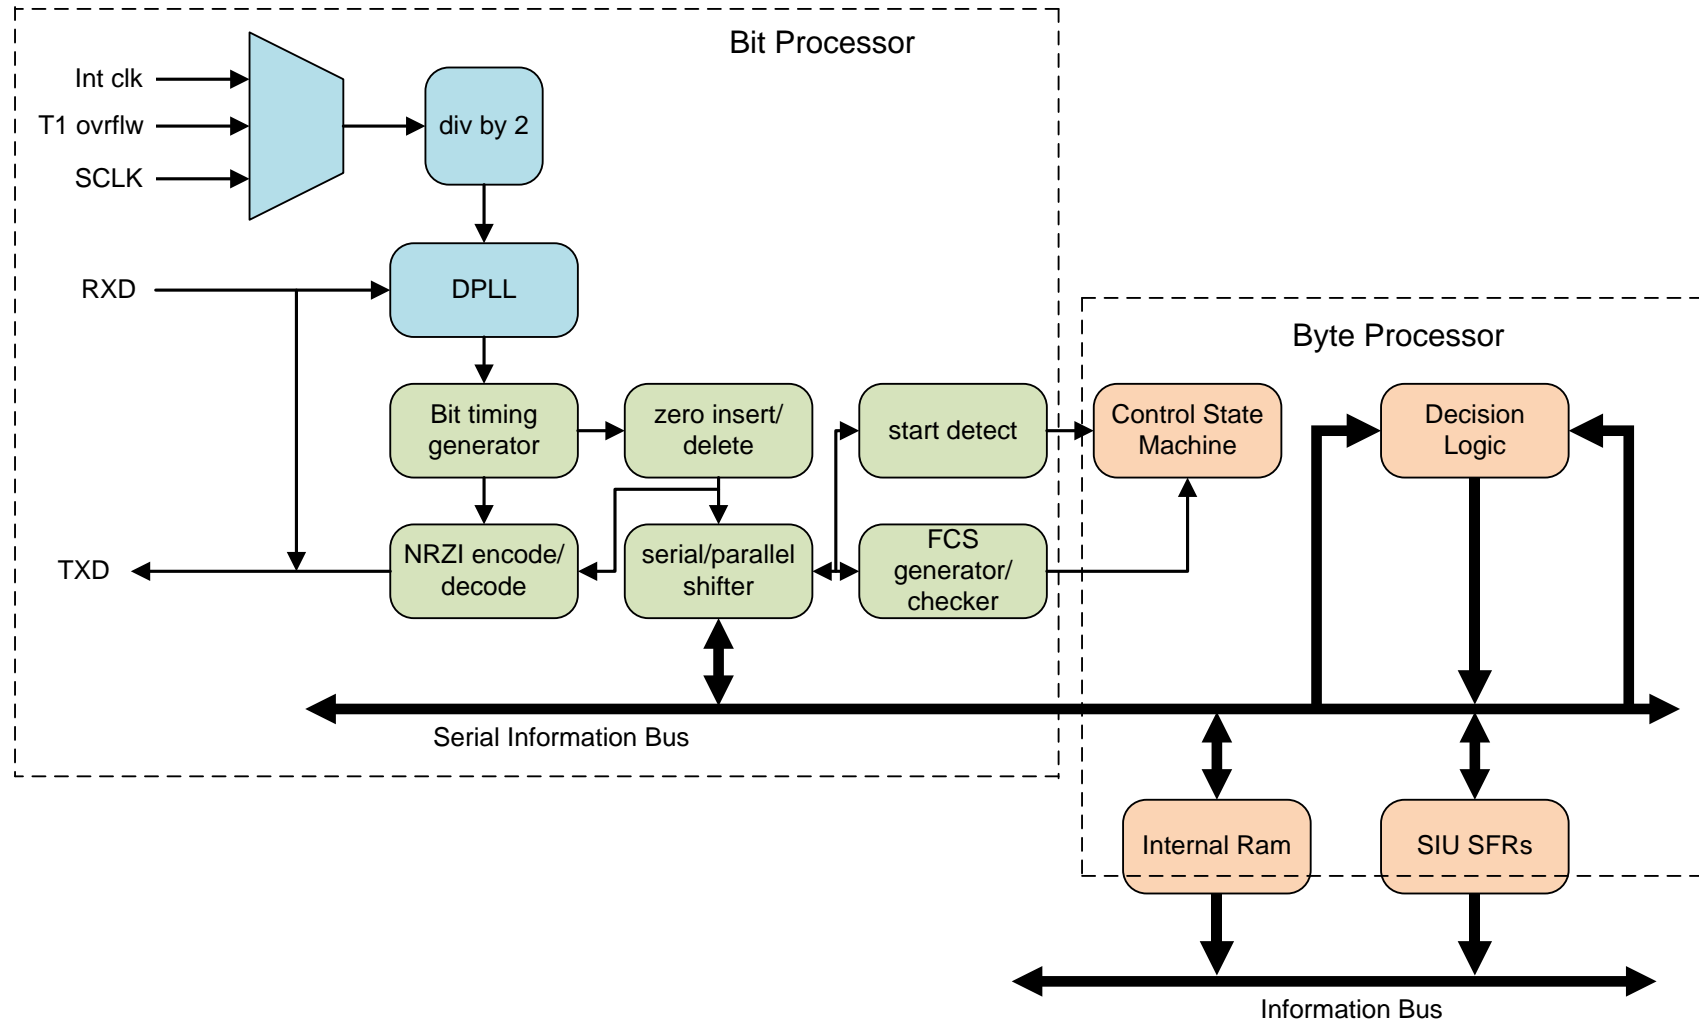 Bit Processor
Int clk
T1 ovrflw
SCLK
div by 2
RXD
DPLL
Byte Processor
Bit timing
generator
zero insert/
delete
start detect
Control State
Machine
Decision
Logic
TXD
NRZI encode/
decode
serial/parallel
shifter
FCS
generator/
checker
Serial Information Bus
Internal Ram
SIU SFRs
Information Bus